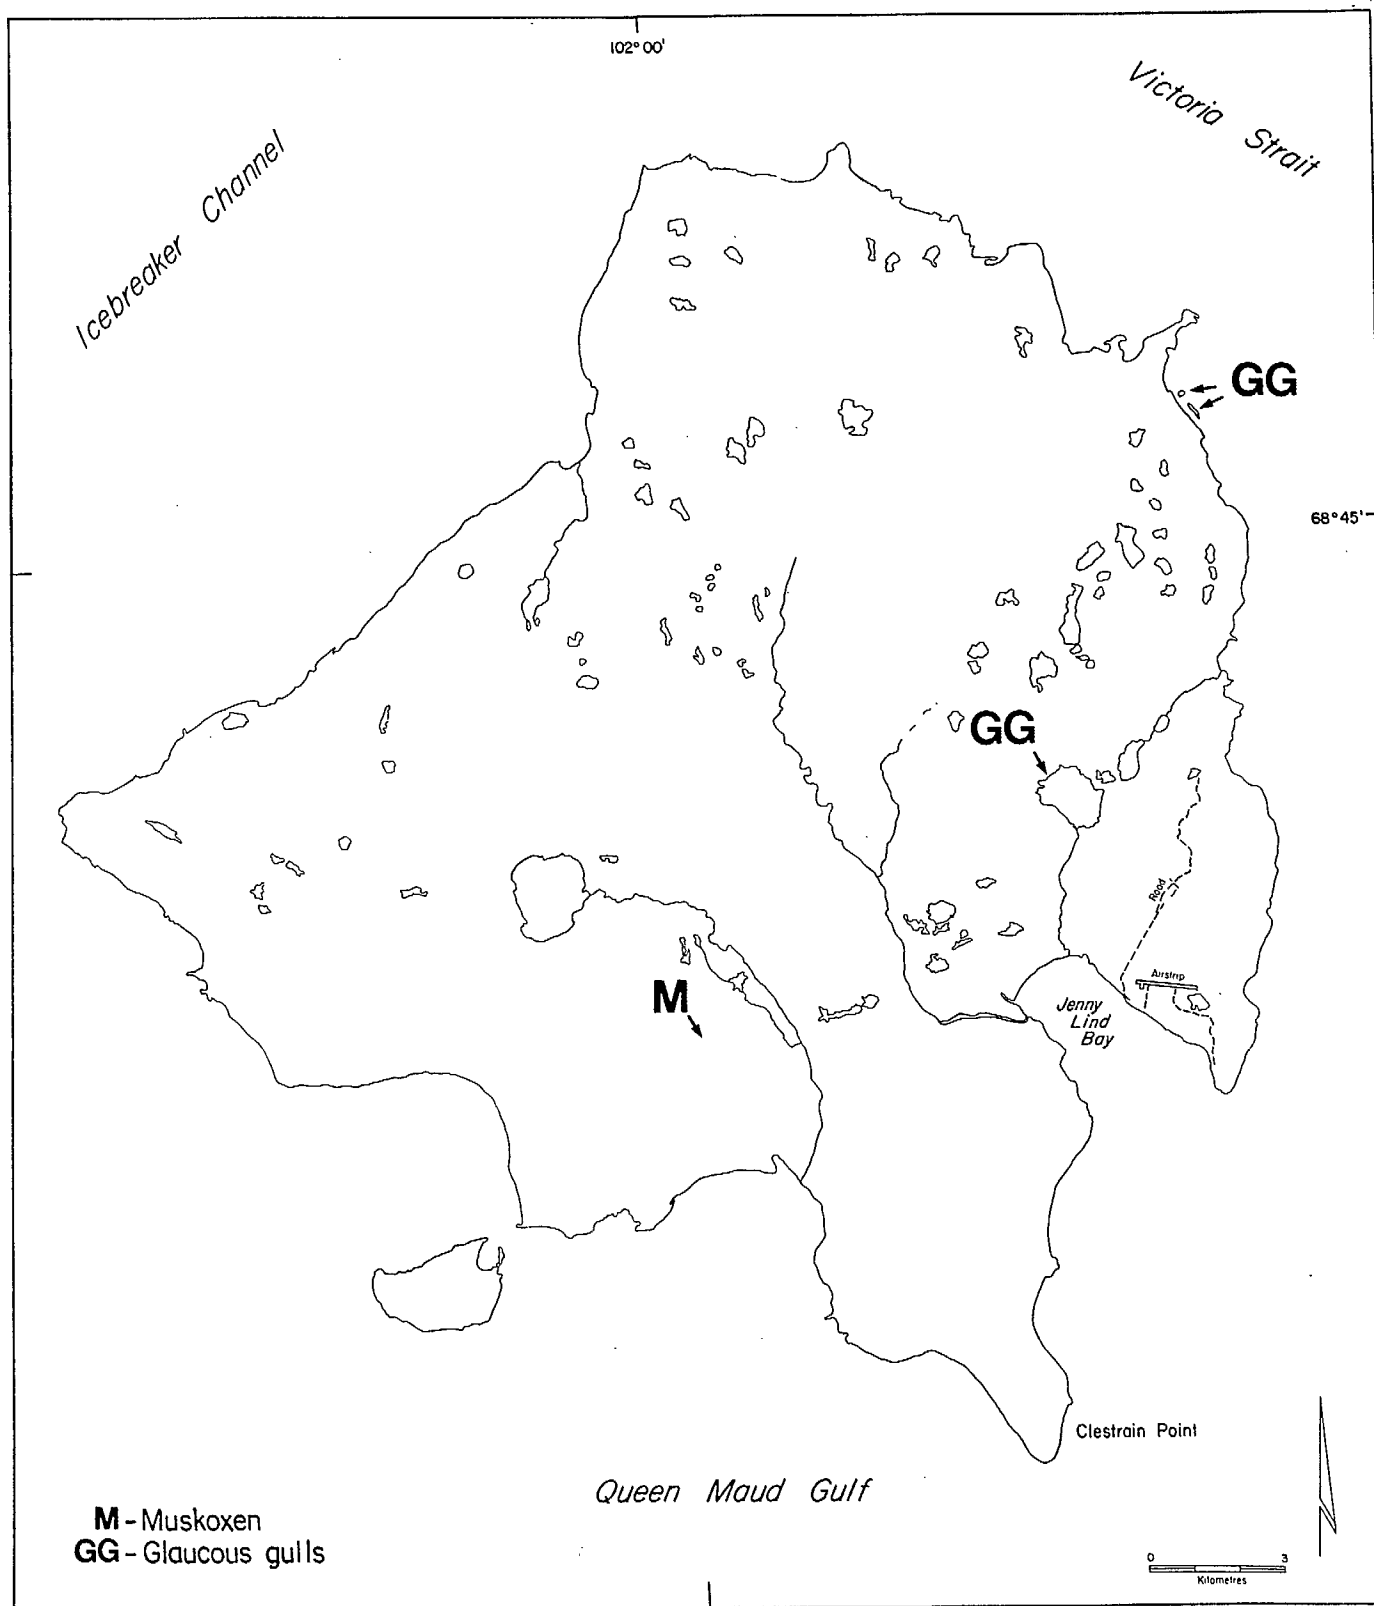 102°00'
Victoria Strait
Icebreaker Channel
GG
68°45'
GG
Road
Airstrip
M
Jenny
Lind
Bay
Clestrain Point
Queen Maud Gulf
M - Muskoxen
GG - Glaucous gulls
0 3
Kilometres